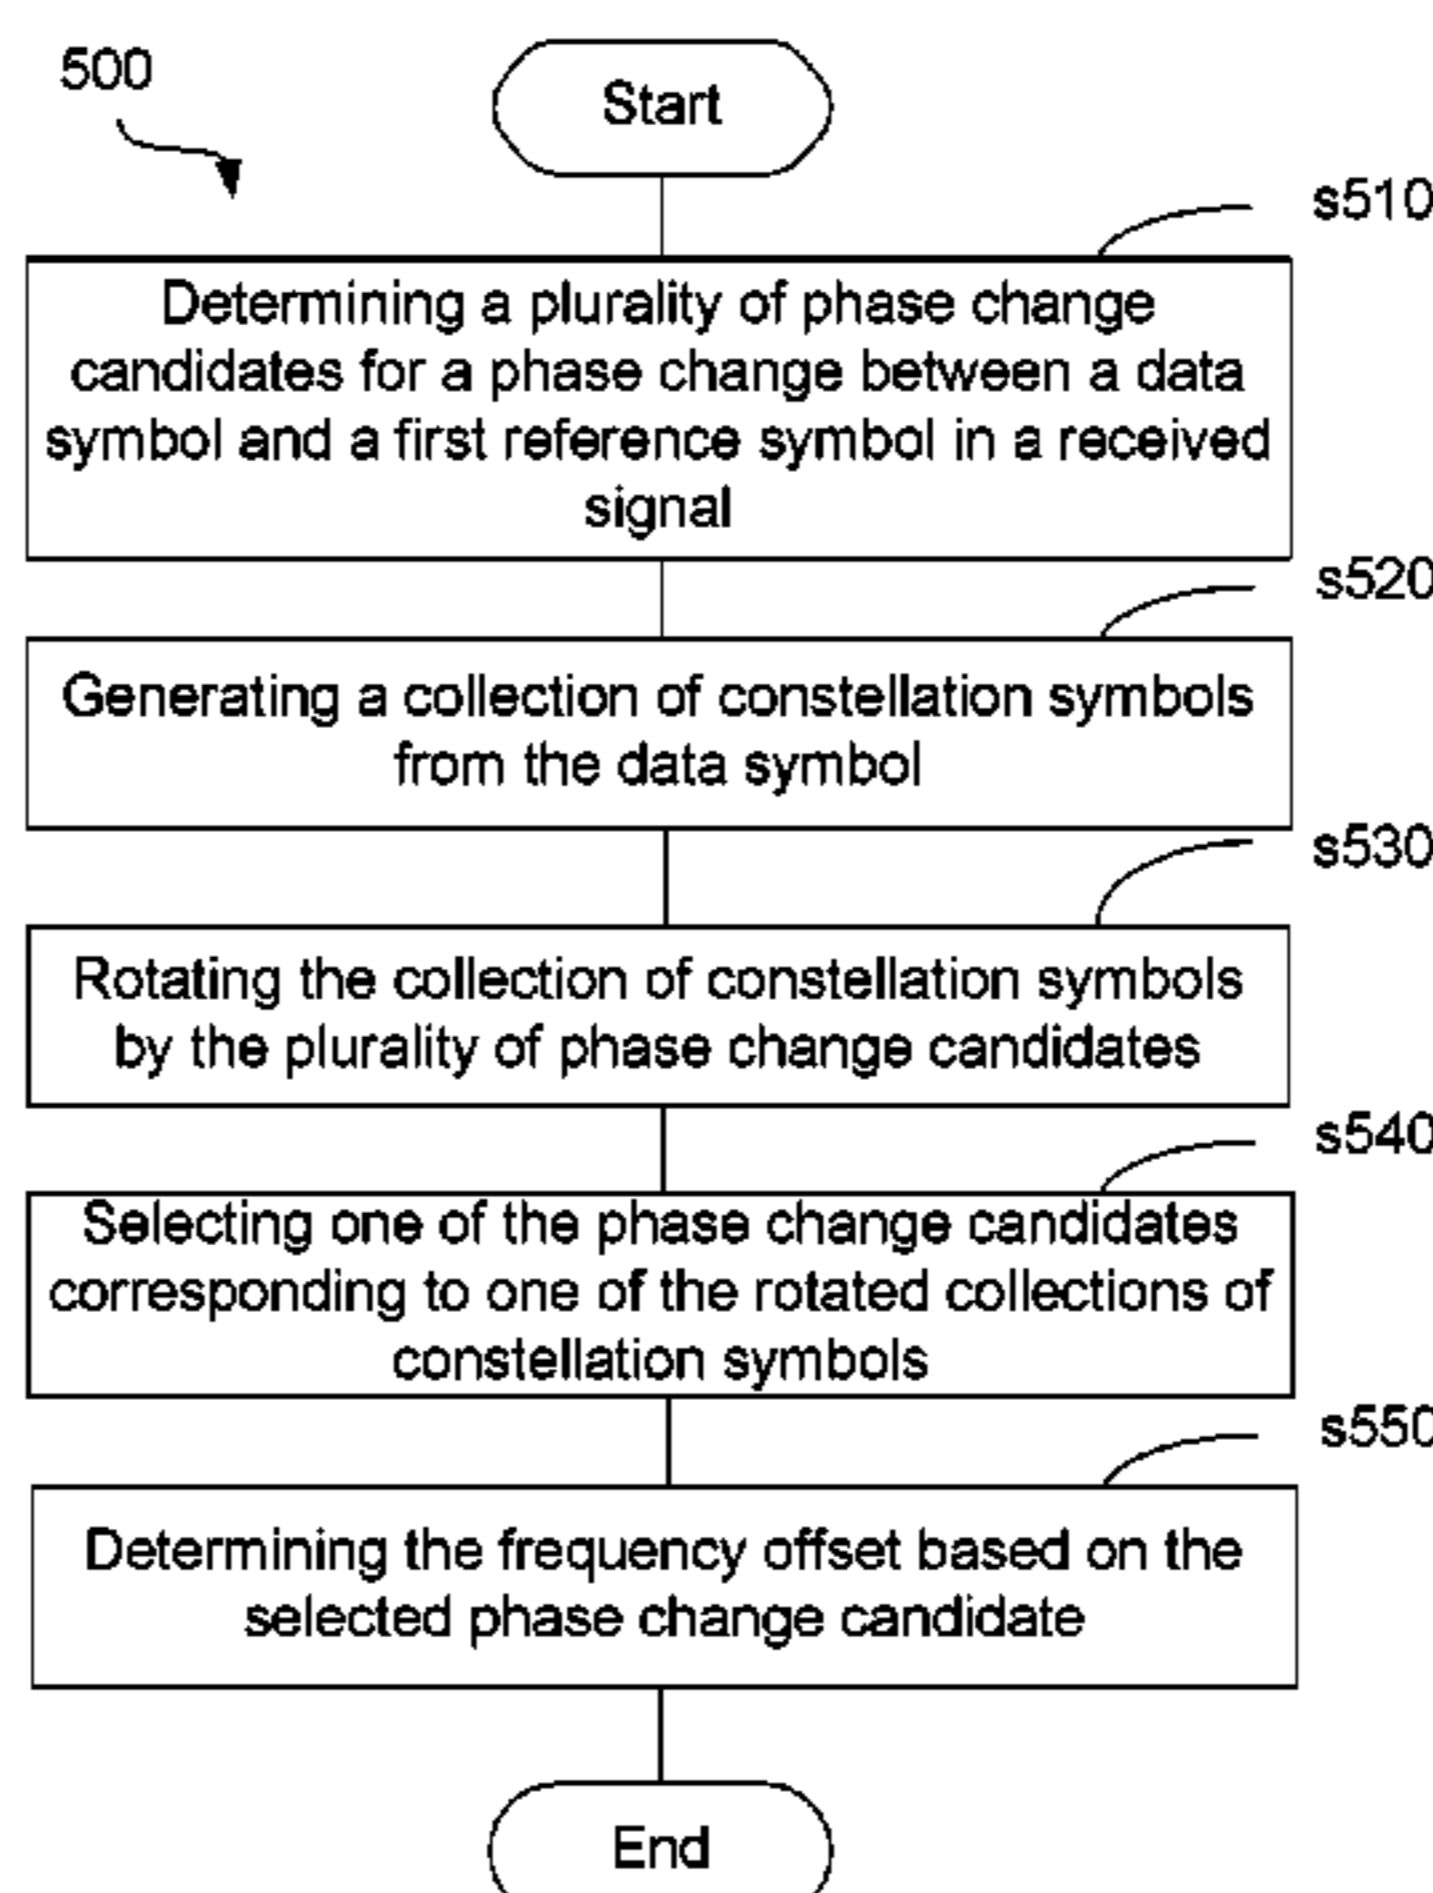 500
Start
s510
Determining a plurality of phase change
candidates for a phase change between a data
symbol and a first reference symbol in a received
signal
s520
Generating a collection of constellation symbols
from the data symbol
s530
Rotating the collection of constellation symbols
by the plurality of phase change candidates
s540
Selecting one of the phase change candidates
corresponding to one of the rotated collections of
constellation symbols
s550
Determining the frequency offset based on the
selected phase change candidate
End